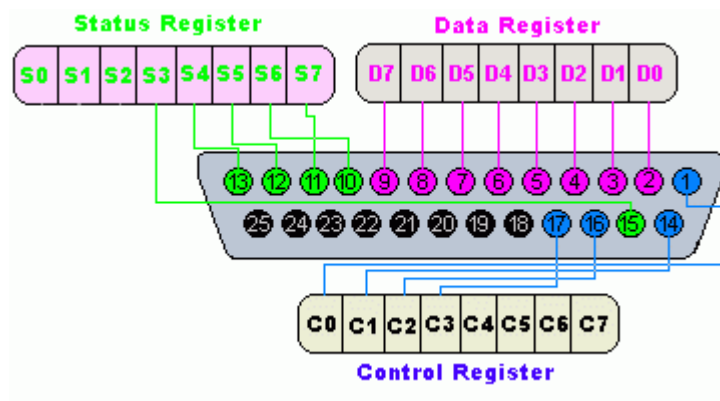 Status Register Data Register
S0 S1 S2 S3 S4 S5 S6 S7 D7 D6 D5 D4 D3 D2 D1 D0
13 12 11 10 9 8 7 6 5 4 3 2 1
25 24 23 22 21 20 19 18 17 16 15 14
C0 C1 C2 C3 C4 C5 C6 C7
Control Register